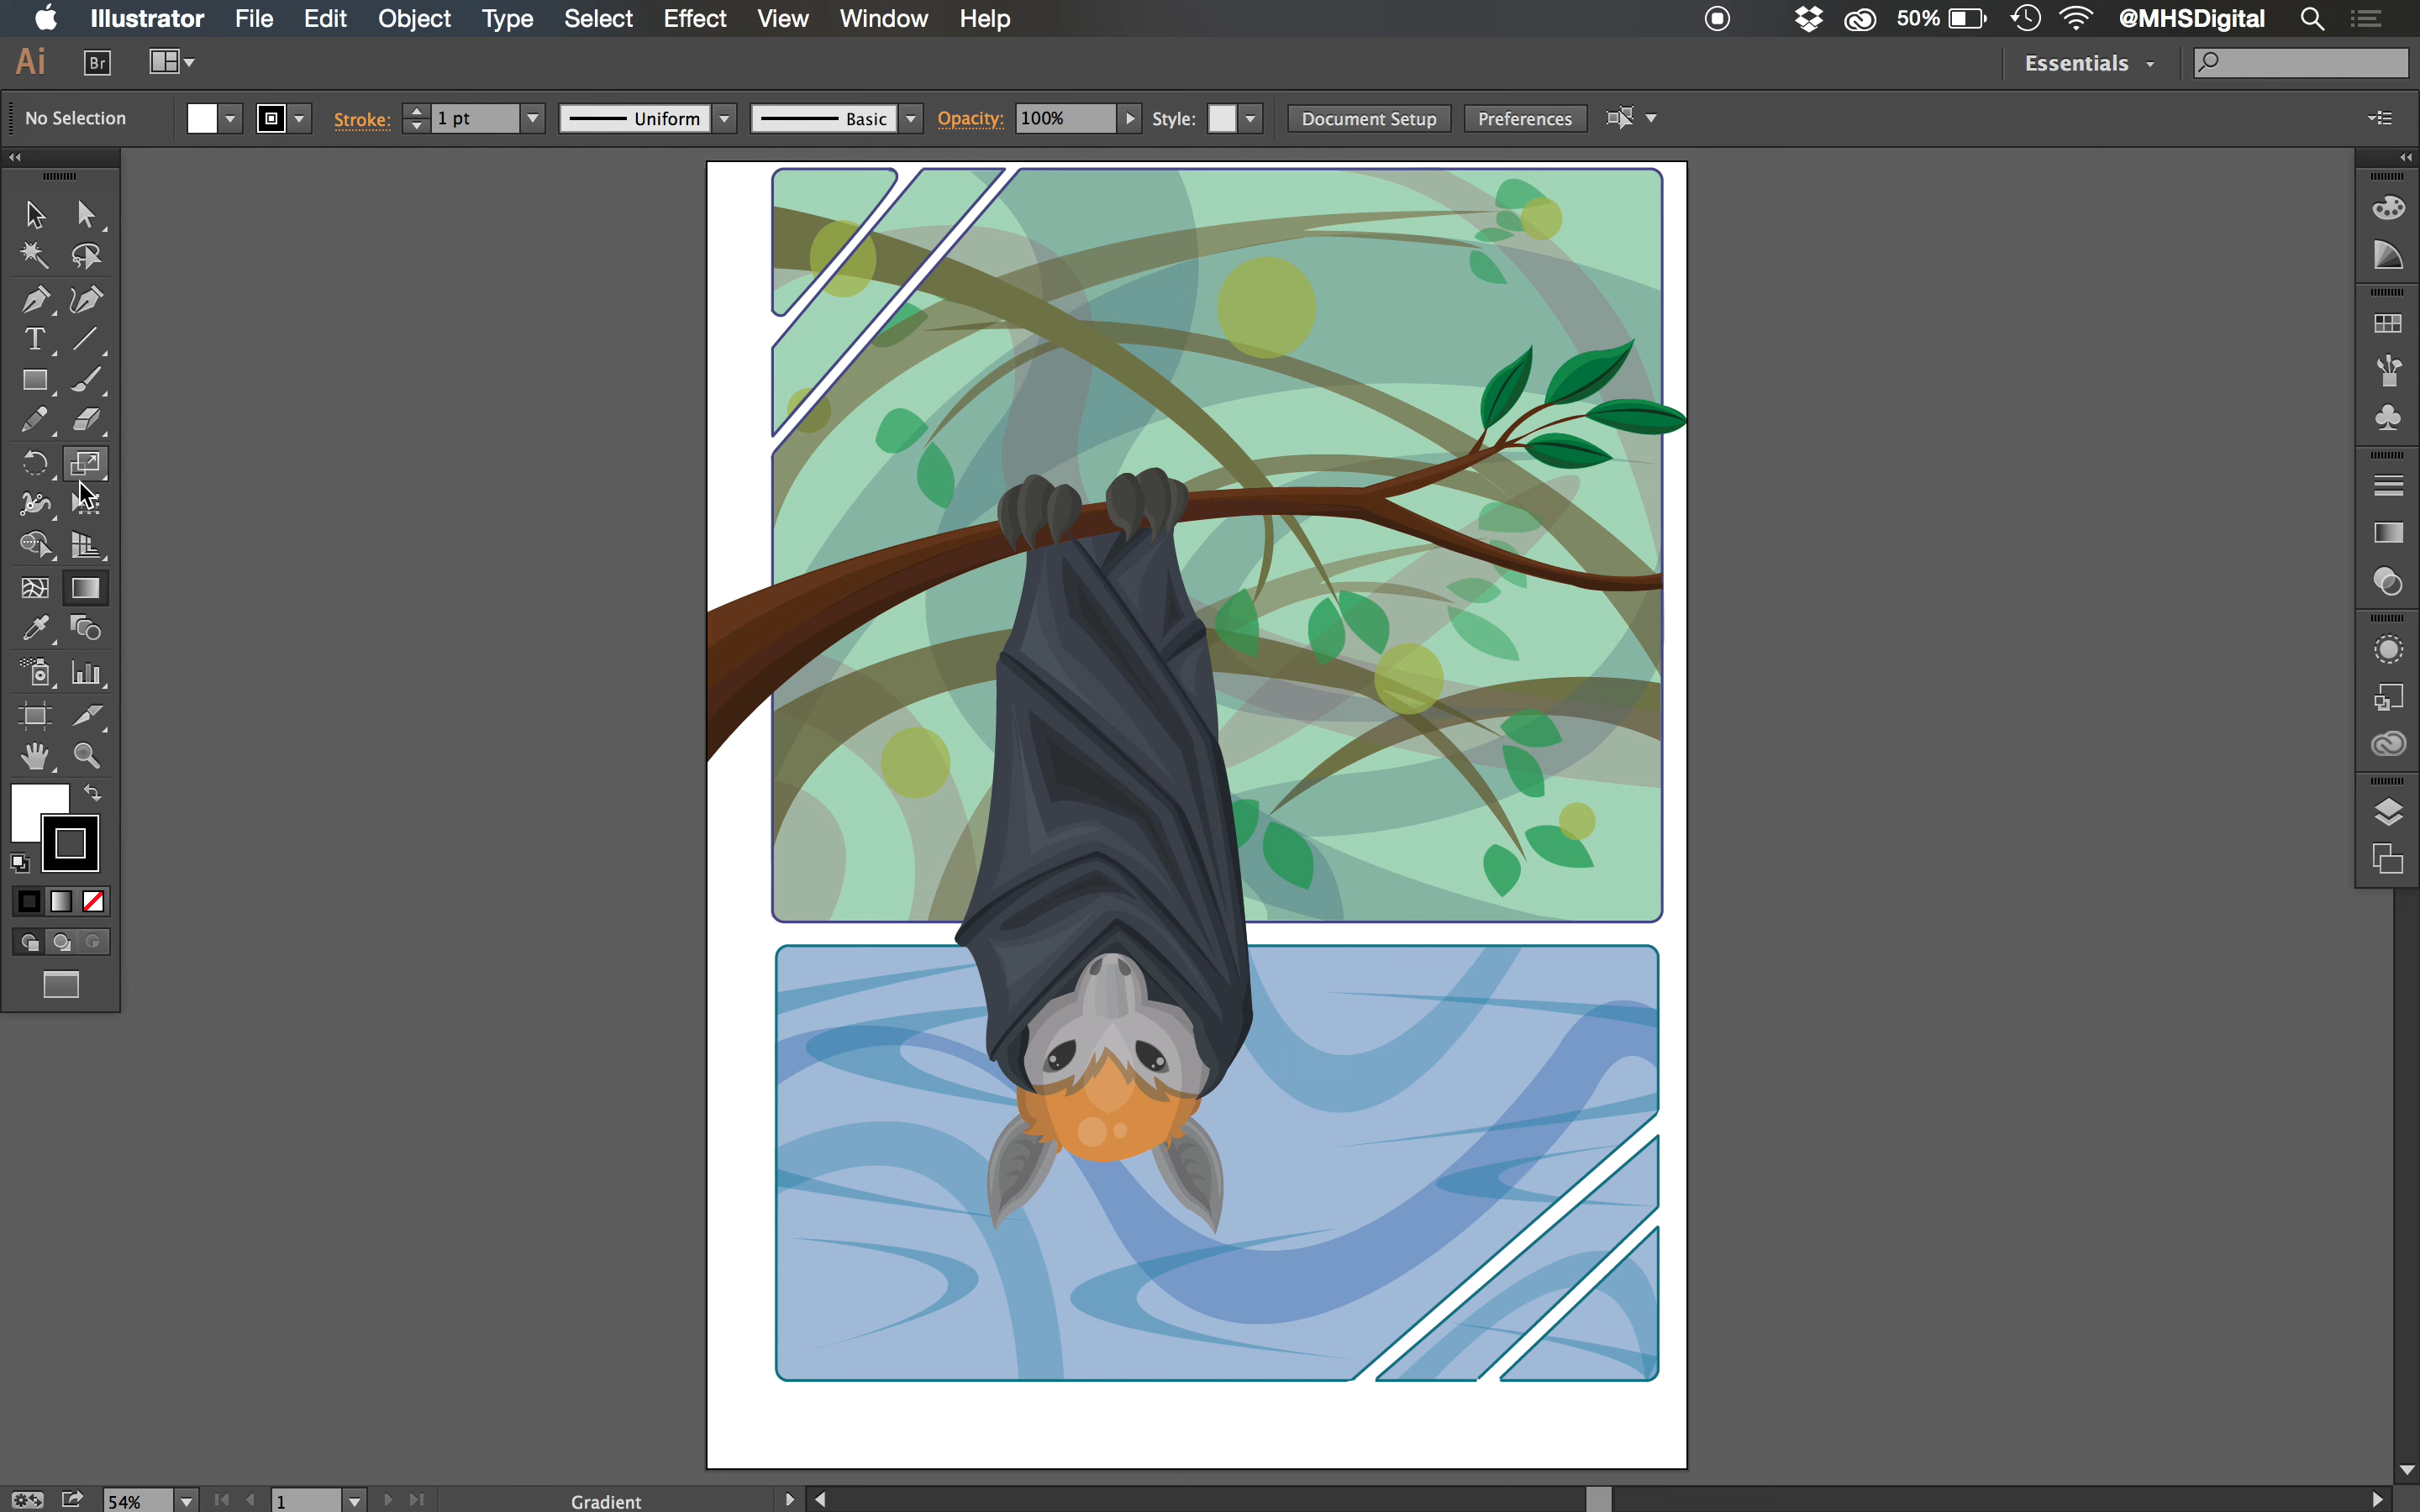 Illustrator File Edit Object Type Select Effect View Window Help 50% @MHSDigital
Ai Br Essentials
No Selection Stroke: 1 pt Uniform Basic Opacity: 100% Style: Document Setup Preferences
T
54% 1 Gradient